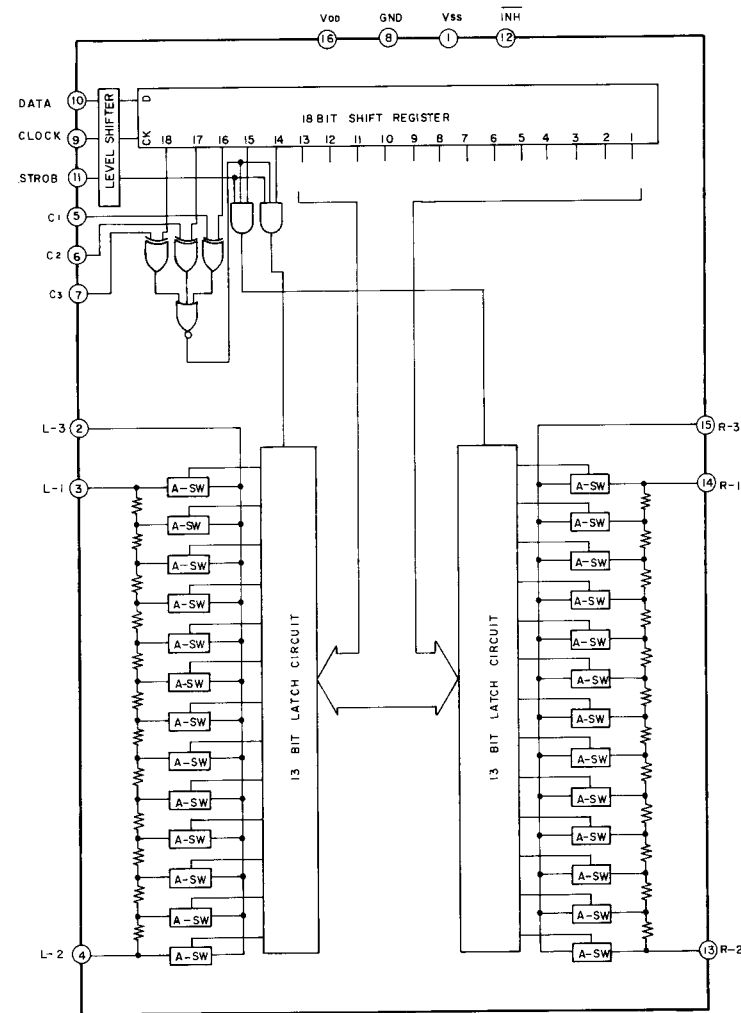 VDD GND VSS INH
16 8 1 12
DATA 10 LEVEL SHIFTER D
18 BIT SHIFT REGISTER
CLOCK 9 CK 18 17 16 15 14 13 12 11 10 9 8 7 6 5 4 3 2 1
STROB 11
C1 5
C2 6
C3 7
L-3 2
15 R-3
L-1 3 A-SW
A-SW 14 R-1
A-SW A-SW
A-SW A-SW
A-SW A-SW
A-SW A-SW
A-SW A-SW
13 BIT LATCH CIRCUIT
13 BIT LATCH CIRCUIT
A-SW A-SW
A-SW A-SW
A-SW A-SW
A-SW A-SW
A-SW A-SW
A-SW A-SW
L-2 4 A-SW
A-SW 13 R-2